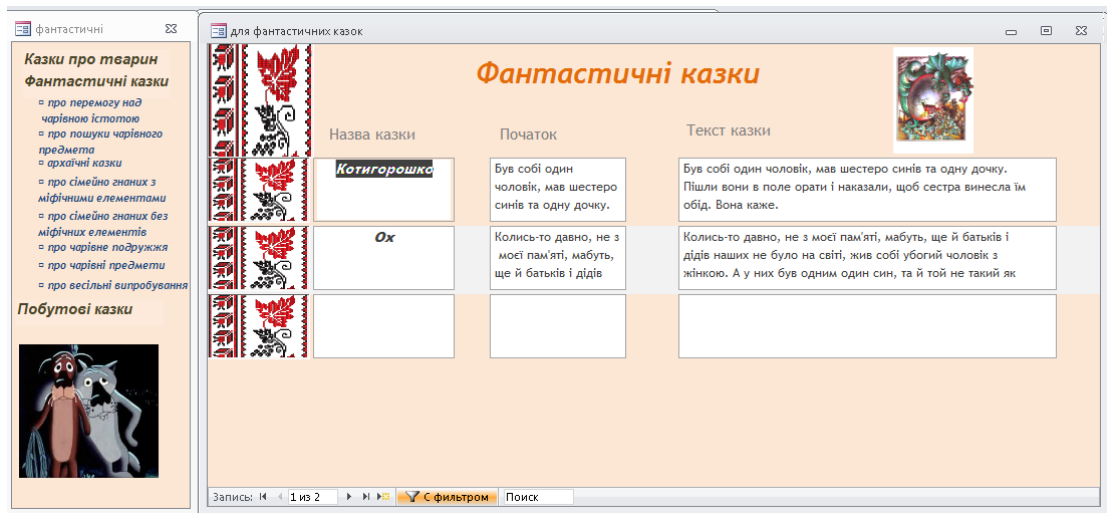 фантастичні
Казки про тварин
Фантастичні казки
▫ про перемогу над
чарівною істотою
▫ про пошуки чарівного
предмета
▫ архаїчні казки
▫ про сімейно гнаних з
міфічними елементами
▫ про сімейно гнаних без
міфічних елементів
▫ про чарівне подружжя
▫ про чарівні предмети
▫ про весільні випробування
Побутові казки
для фантастичних казок
Фантастичні казки
Назва казки Початок Текст казки
Котигорошко
Був собі один
чоловік, мав шестеро
синів та одну дочку.
Був собі один чоловік, мав шестеро синів та одну дочку.
Пішли вони в поле орати і наказали, щоб сестра винесла їм
обід. Вона каже.
Ох
Колись-то давно, не з
моєї пам'яті, мабуть,
ще й батьків і дідів
Колись-то давно, не з моєї пам'яті, мабуть, ще й батьків і
дідів наших не було на світі, жив собі убогий чоловік з
жінкою. А у них був одним один син, та й той не такий як
Запись: 1 из 2 С фильтром Поиск